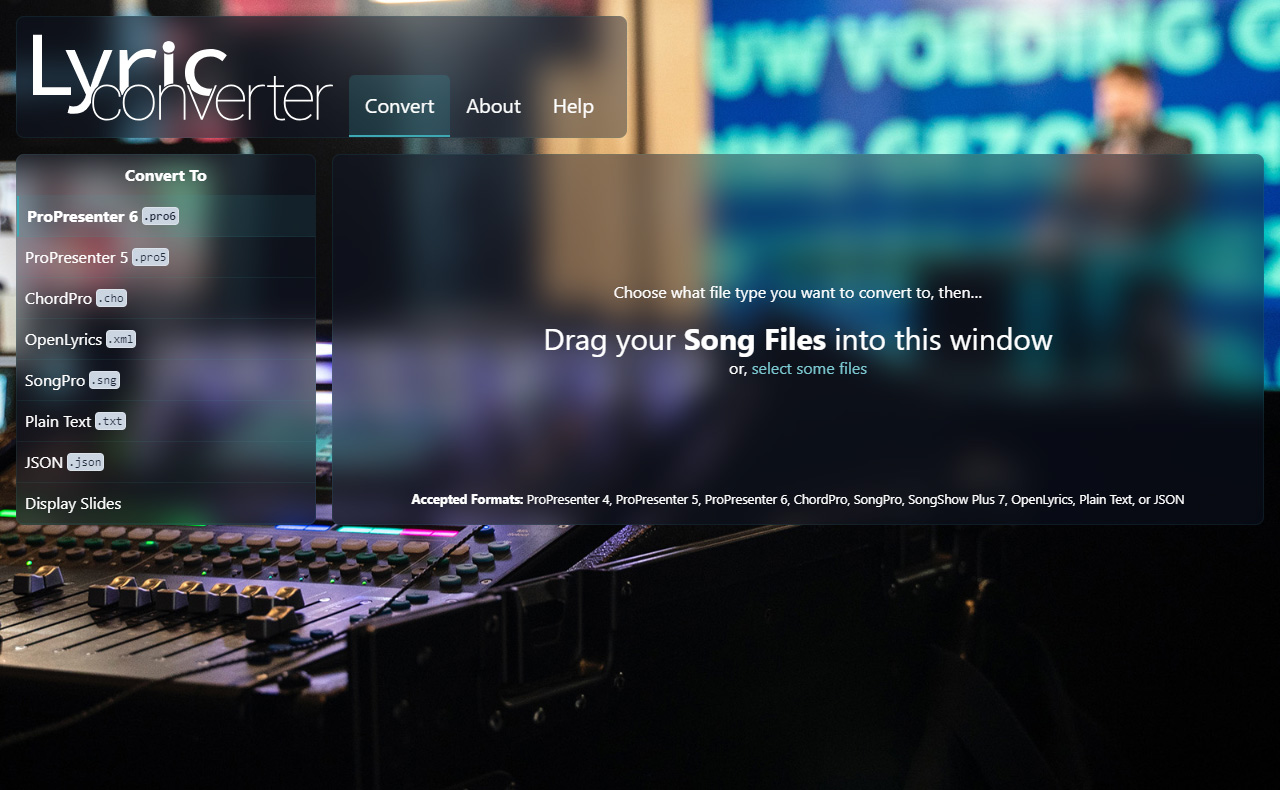 Lyric
converter
Convert About Help
Convert To
ProPresenter 6 .pro6
ProPresenter 5 .pro5
ChordPro .cho
OpenLyrics .xml
SongPro .sng
Plain Text .txt
JSON .json
Display Slides
Choose what file type you want to convert to, then...
Drag your Song Files into this window
or, select some files
Accepted Formats: ProPresenter 4, ProPresenter 5, ProPresenter 6, ChordPro, SongPro, SongShow Plus 7, OpenLyrics, Plain Text, or JSON
UW VOEDING G